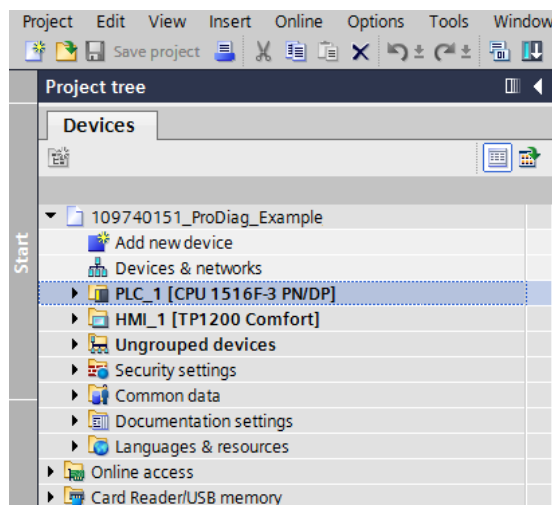 Project Edit View Insert Online Options Tools Window
Save project
Project tree
Devices
Start
109740151_ProDiag_Example
Add new device
Devices & networks
PLC_1 [CPU 1516F-3 PN/DP]
HMI_1 [TP1200 Comfort]
Ungrouped devices
Security settings
Common data
Documentation settings
Languages & resources
Online access
Card Reader/USB memory